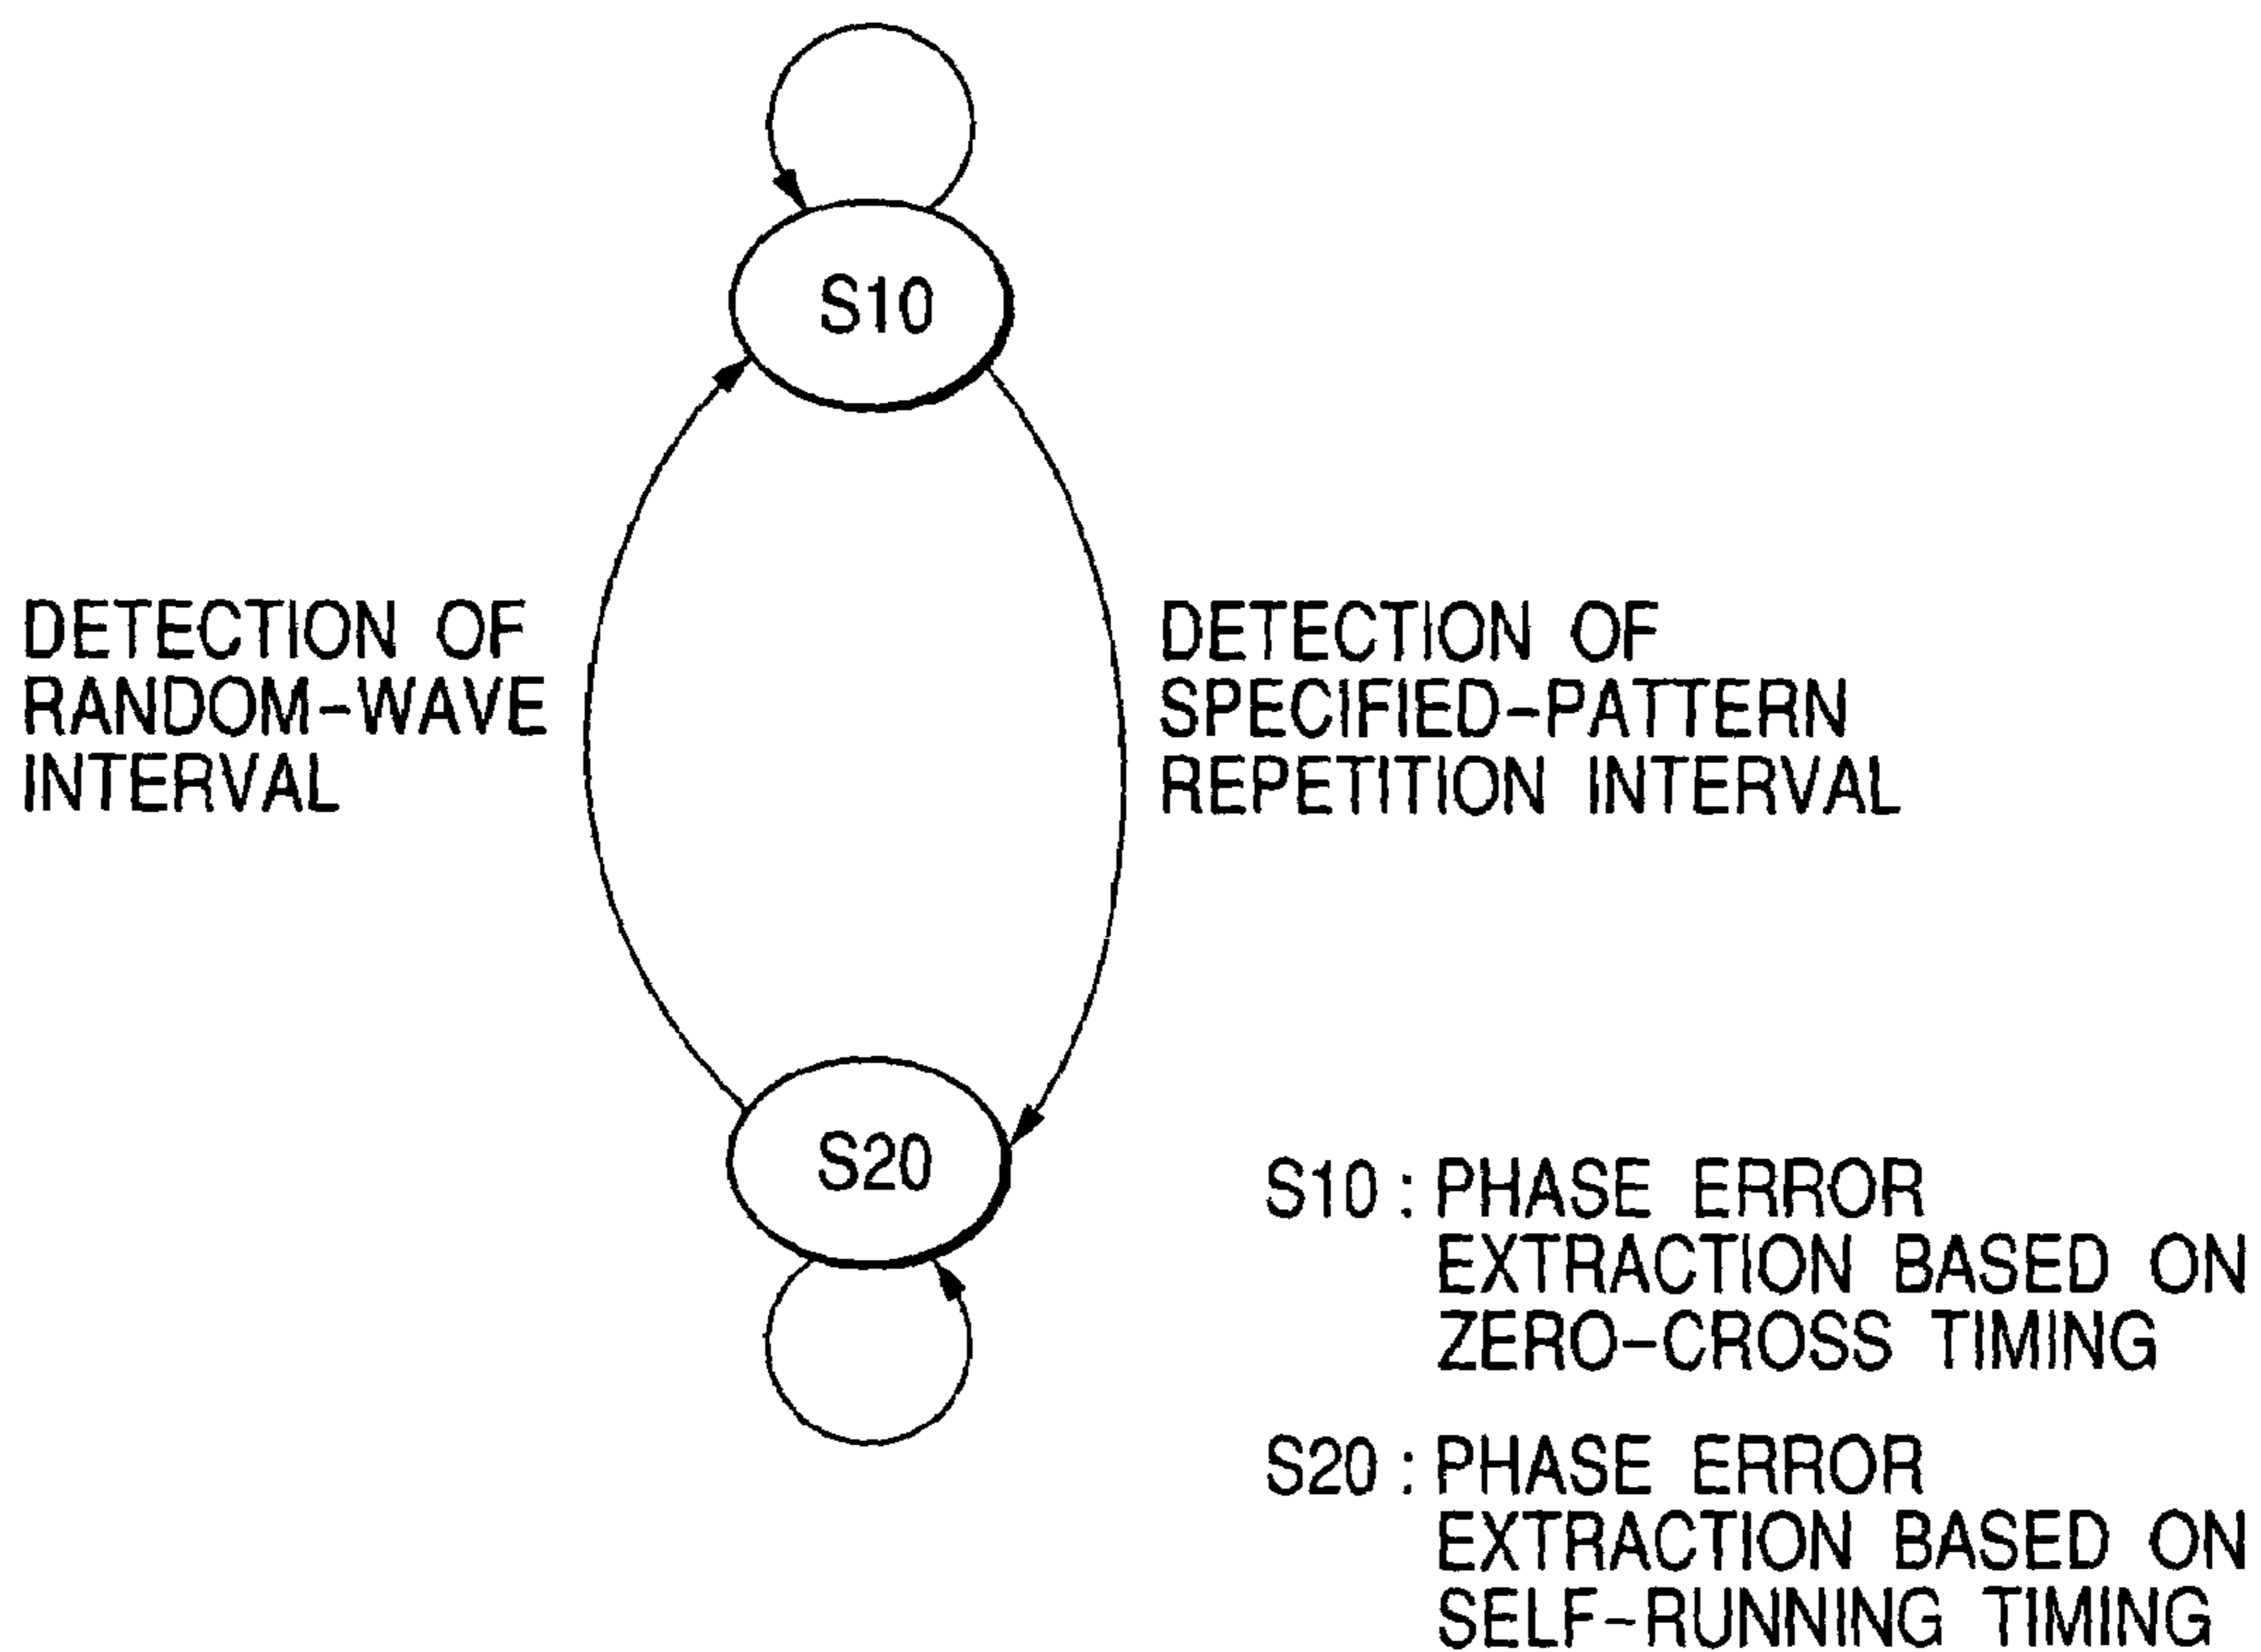 S10
DETECTION OF
RANDOM-WAVE
INTERVAL
DETECTION OF
SPECIFIED-PATTERN
REPETITION INTERVAL
S20
S10 : PHASE ERROR
EXTRACTION BASED ON
ZERO-CROSS TIMING
S20 : PHASE ERROR
EXTRACTION BASED ON
SELF-RUNNING TIMING